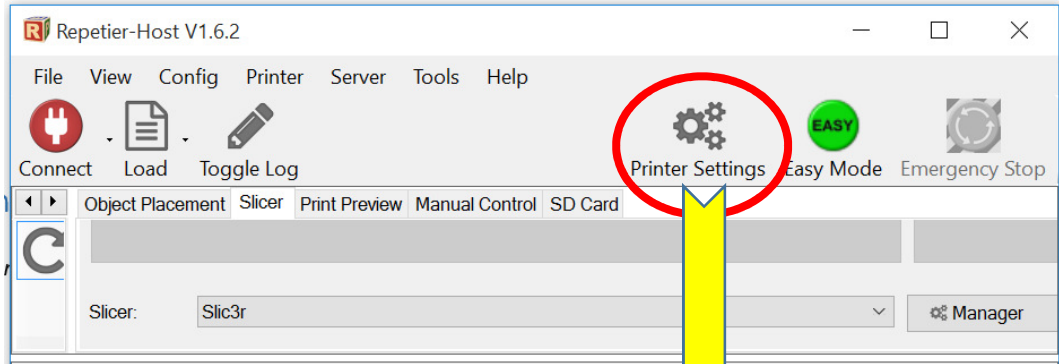 Repetier-Host V1.6.2
File View Config Printer Server Tools Help
EASY
Connect Load Toggle Log Printer Settings Easy Mode Emergency Stop
Object Placement Slicer Print Preview Manual Control SD Card
Slicer: Slic3r Manager